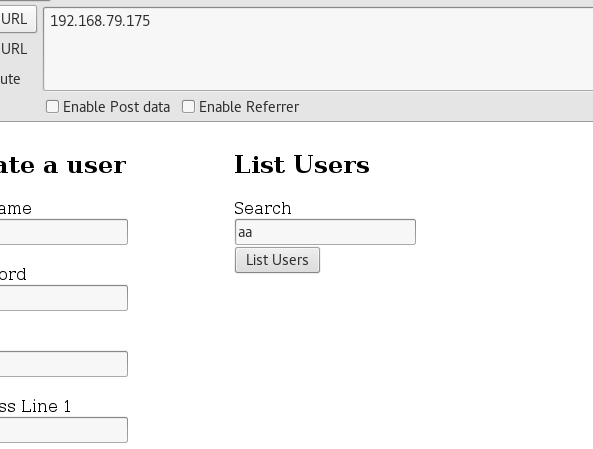 URL
192.168.79.175
URL
ute
Enable Post data
Enable Referrer
ate a user
List Users
ame
Search
aa
List Users
ord
ss Line 1